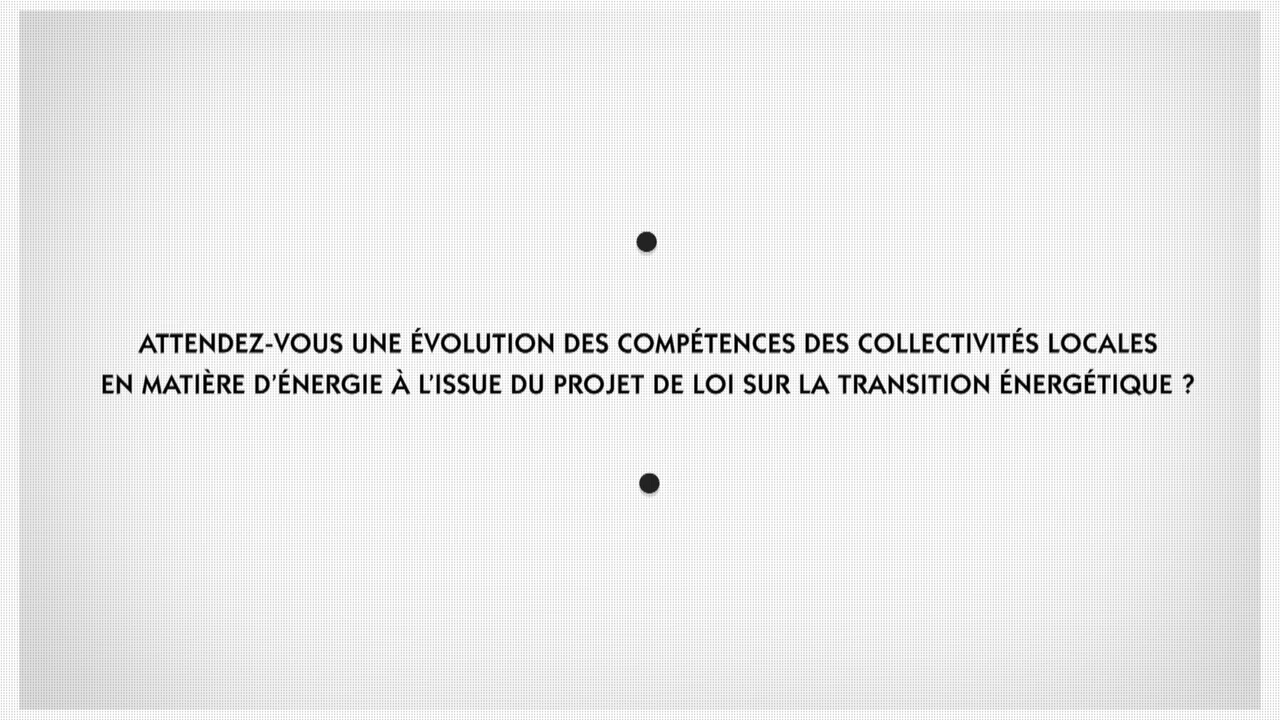 ATTENDEZ-VOUS UNE ÉVOLUTION DES COMPÉTENCES DES COLLECTIVITÉS LOCALES
EN MATIÈRE D’ÉNERGIE À L’ISSUE DU PROJET DE LOI SUR LA TRANSITION ÉNERGÉTIQUE ?